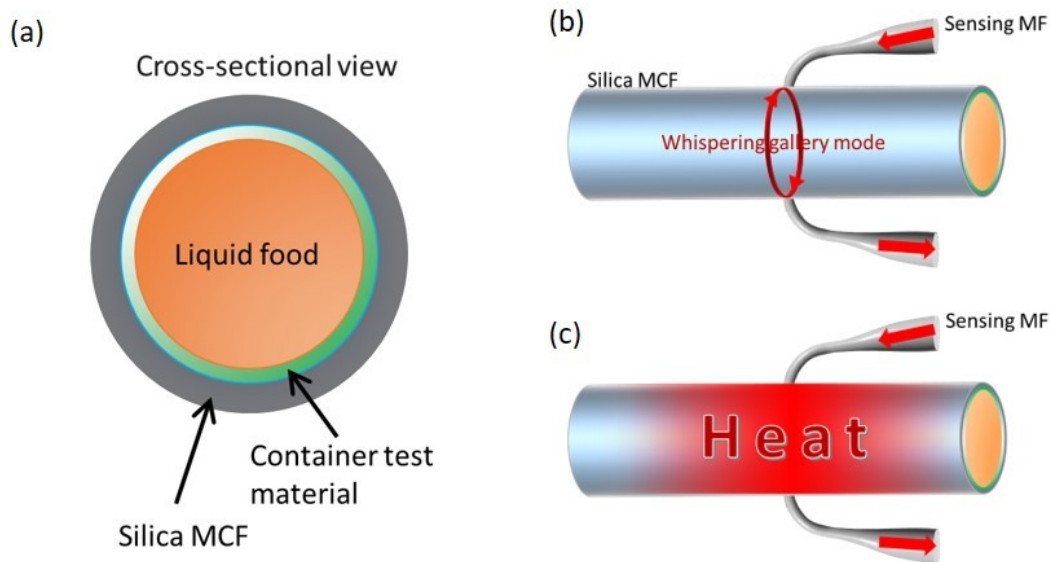 (a)
Cross-sectional view
Liquid food
Container test
material
Silica MCF
(b)
Sensing MF
Silica MCF
Whispering gallery mode
(c)
Sensing MF
Heat